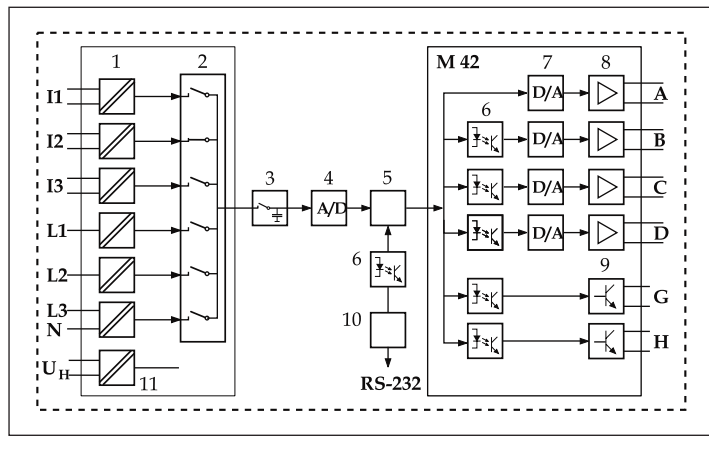 1
2
M 42
7
8
I1
D/A
A
I2
6
D/A
B
I3
3
4
5
D/A
C
A/D
L1
D/A
D
L2
6
9
G
L3
N
10
H
U H
11
RS-232